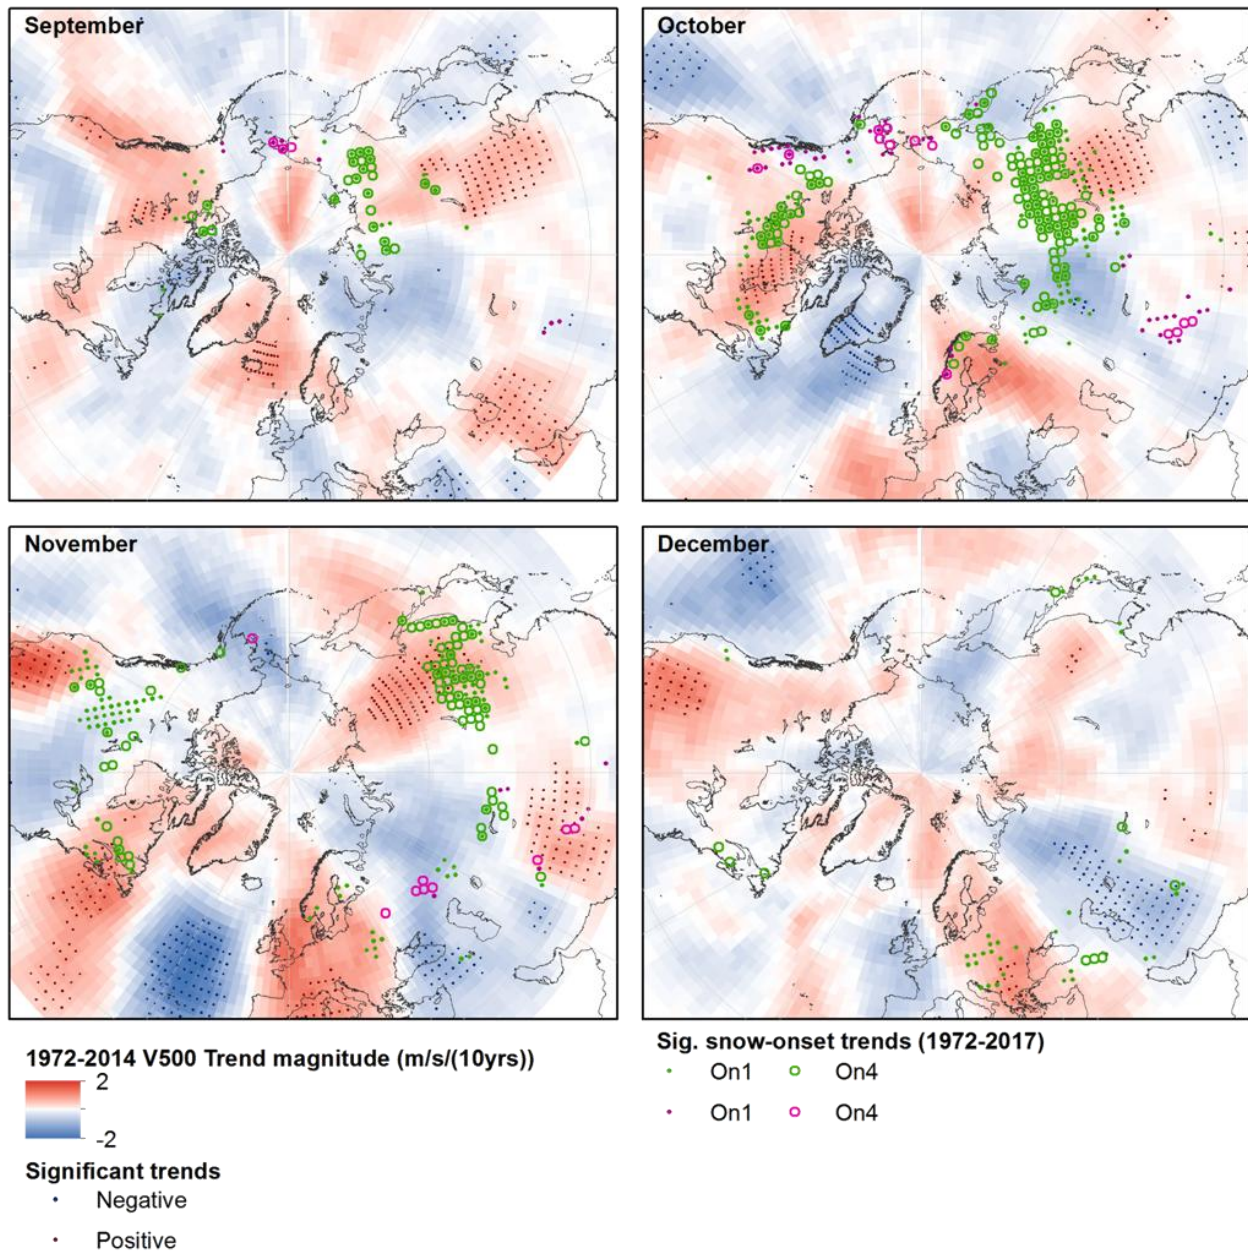 September
October
November
December
1972-2014 V500 Trend magnitude (m/s/(10yrs))
2
-2
Significant trends
Negative
Positive
Sig. snow-onset trends (1972-2017)
On1 On4
On1 On4